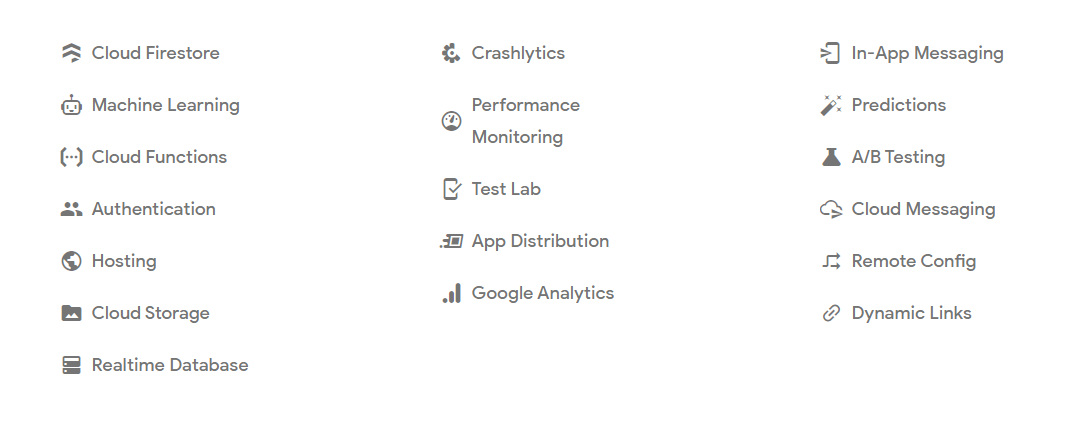 Cloud Firestore
Machine Learning
Cloud Functions
Authentication
Hosting
Cloud Storage
Realtime Database
Crashlytics
Performance
Monitoring
Test Lab
App Distribution
Google Analytics
In-App Messaging
Predictions
A/B Testing
Cloud Messaging
Remote Config
Dynamic Links